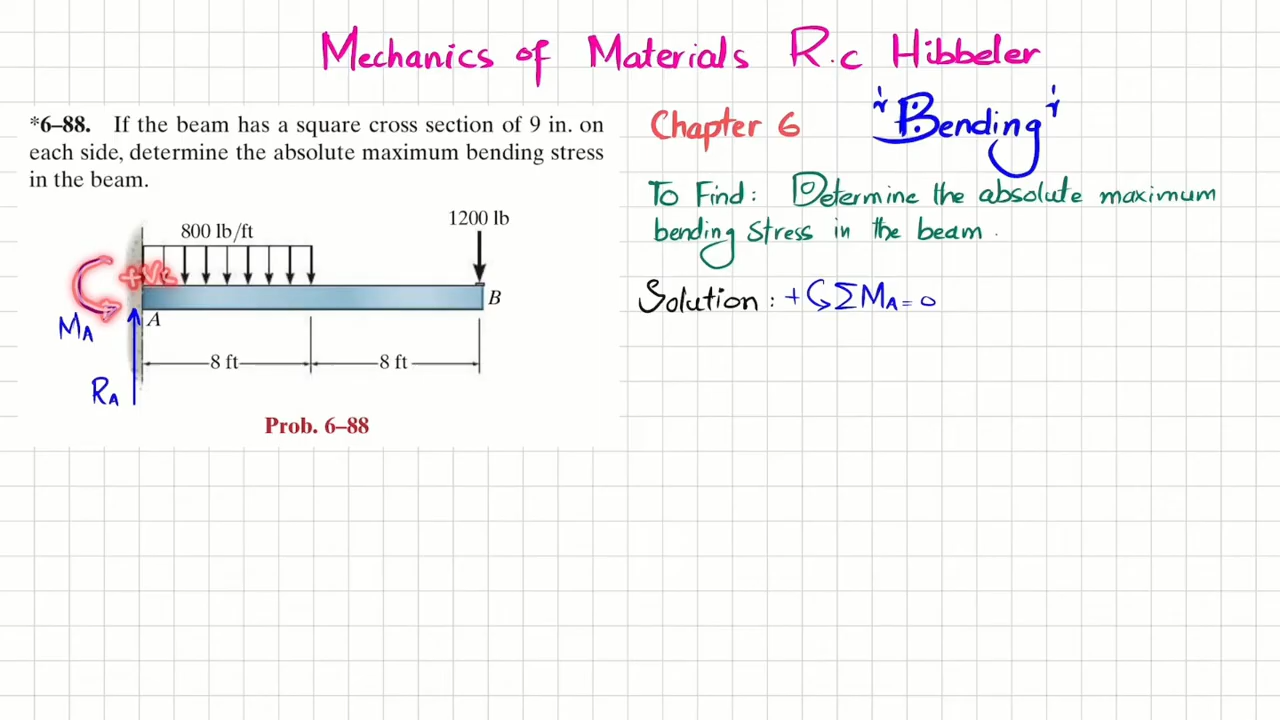 Mechanics of Materials R.c Hibbeler
*6–88. If the beam has a square cross section of 9 in. on
each side, determine the absolute maximum bending stress
in the beam.
800 lb/ft
1200 lb
+ve
MA
A
B
RA
8 ft
8 ft
Prob. 6–88
Chapter 6 "Bending"
To Find: Determine the absolute maximum
bending stress in the beam.
Solution: +↺ΣMA=0